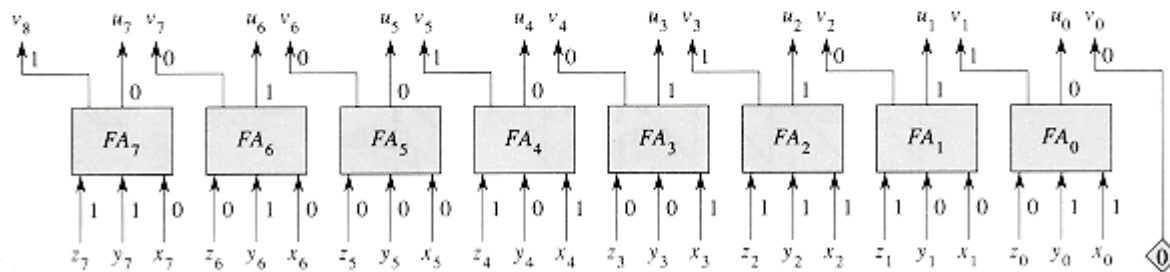 v₈ u₇ v₇ u₆ v₆ u₅ v₅ u₄ v₄ u₃ v₃ u₂ v₂ u₁ v₁ u₀ v₀
1 0 0 0 1 0 1 0 0
0 1 0 0 1 1 1 0
FA₇ FA₆ FA₅ FA₄ FA₃ FA₂ FA₁ FA₀
1 1 0 0 1 0 0 0 0 1 0 1 0 0 1 1 1 1 1 0 0 0 1 1
z₇ y₇ x₇ z₆ y₆ x₆ z₅ y₅ x₅ z₄ y₄ x₄ z₃ y₃ x₃ z₂ y₂ x₂ z₁ y₁ x₁ z₀ y₀ x₀ 0